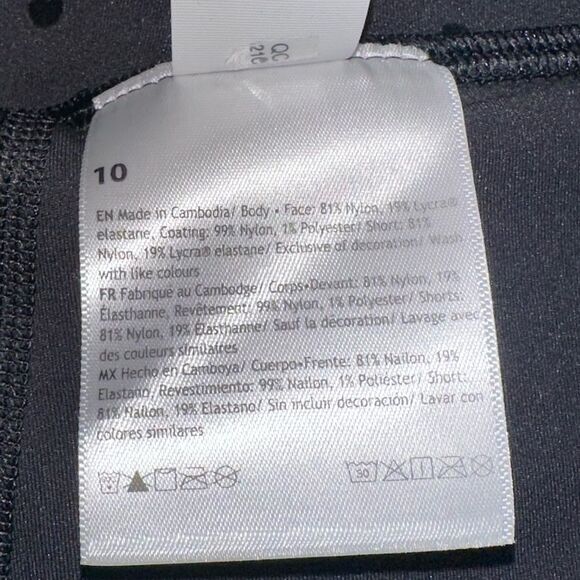 QC
10
EN Made in Cambodia/ Body • Face: 81% Nylon, 19% Lycra®
elastane, Coating: 99% Nylon, 1% Polyester/ Short: 81%
Nylon, 19% Lycra® elastane/ Exclusive of decoration/ Wash
with like colours
FR Fabriqué au Cambodge/ Corps•Devant: 81% Nylon, 19%
Élasthanne, Revêtement: 99% Nylon, 1% Polyester/ Shorts:
81% Nylon, 19% Élasthanne/ Sauf la décoration/ Lavage avec
des couleurs similaires
MX Hecho en Camboya/ Cuerpo•Frente: 81% Nailon, 19%
Elastano, Revestimiento: 99% Nailon, 1% Poliéster/ Short:
81% Nailon, 19% Elastano/ Sin incluir decoración/ Lavar con
colores similares
30